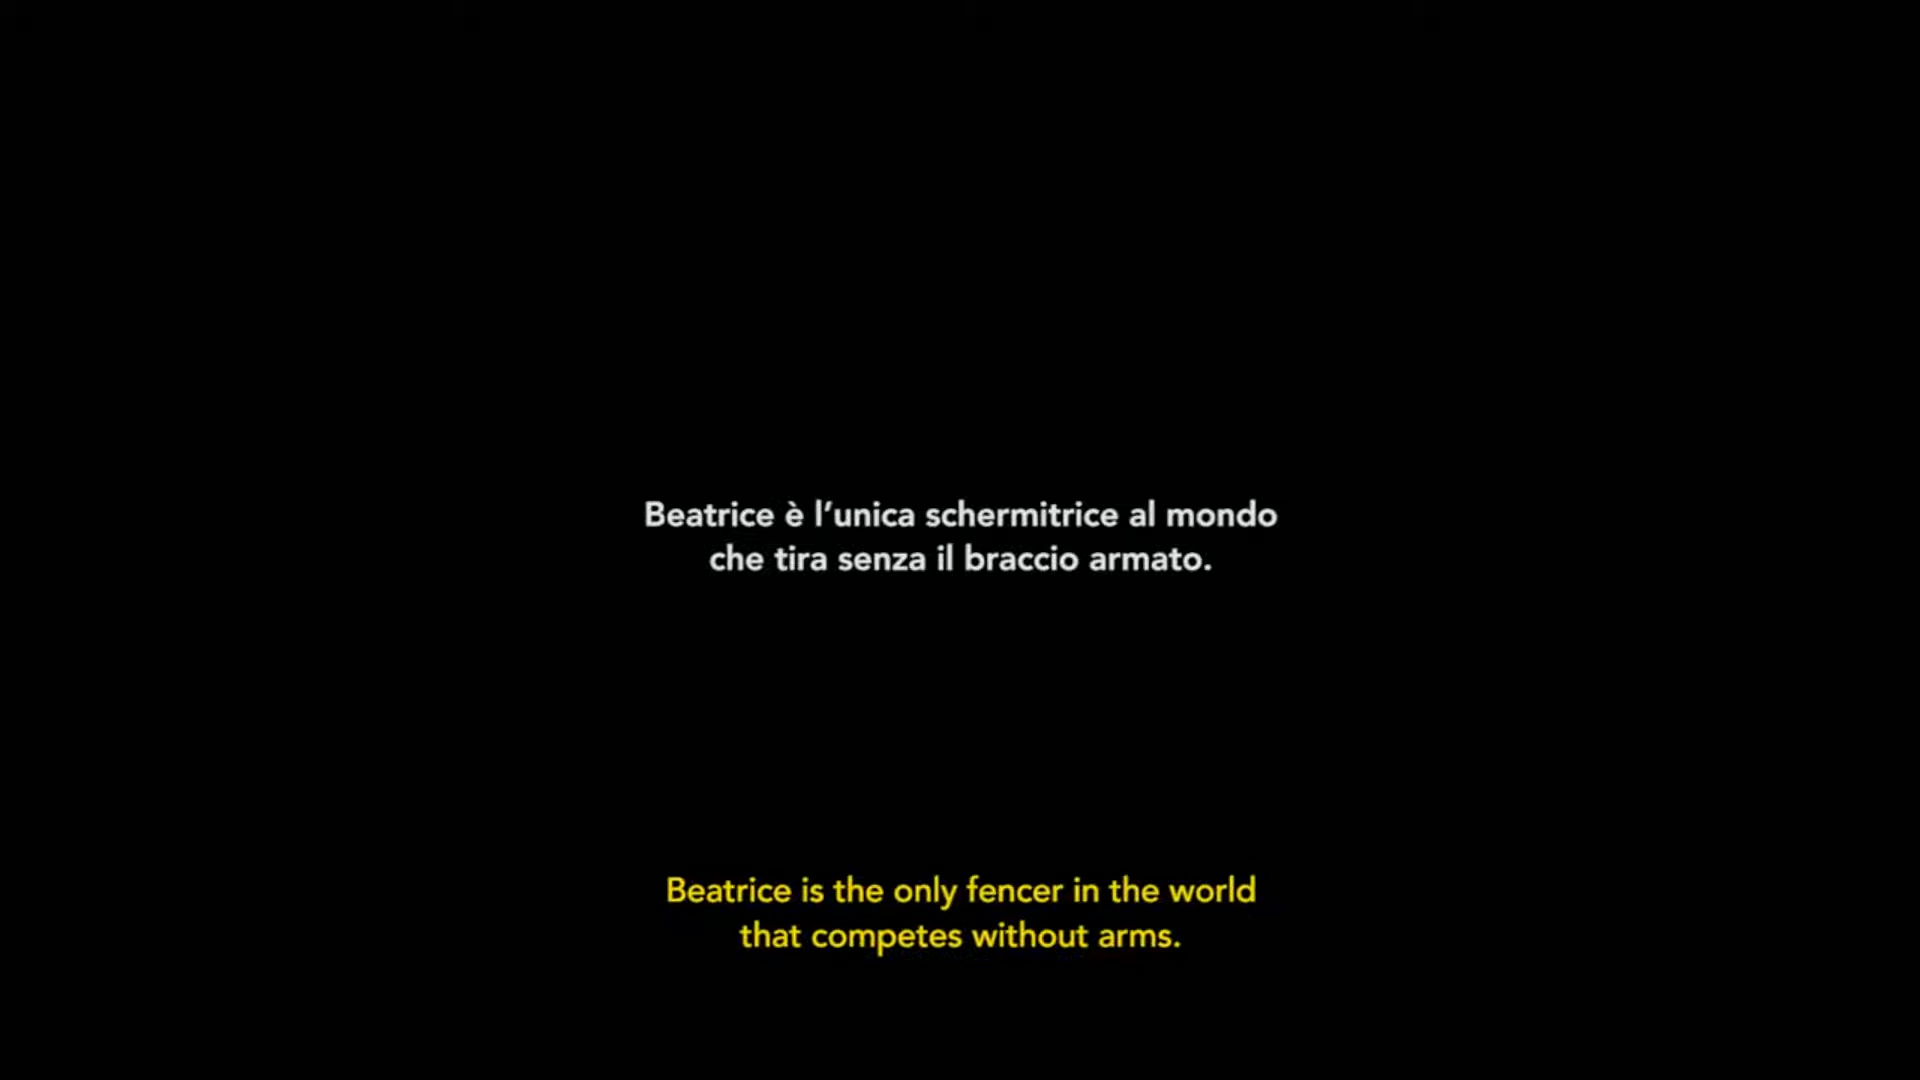 Beatrice è l’unica schermitrice al mondo
che tira senza il braccio armato.
Beatrice is the only fencer in the world
that competes without arms.